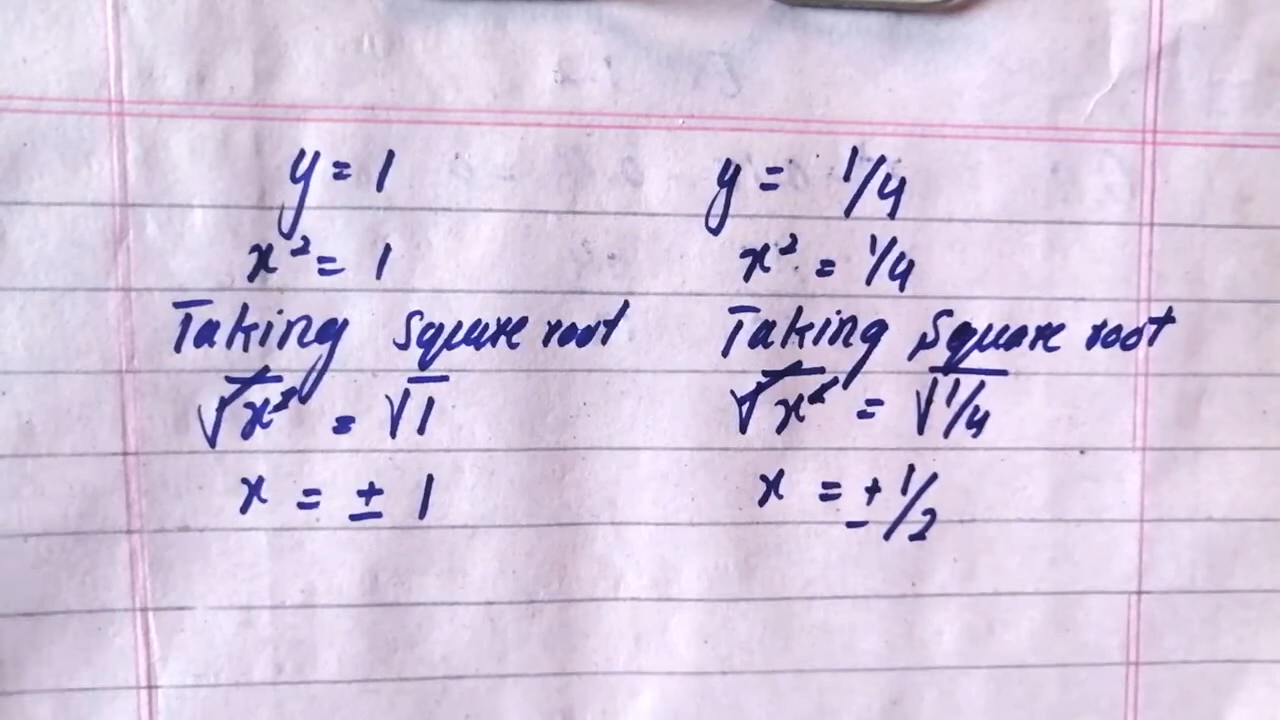 y = 1
x² = 1
Taking square root
√x² = √1
x = ± 1
y = 1/4
x² = 1/4
Taking square root
√x² = √1/4
x = ± 1/2